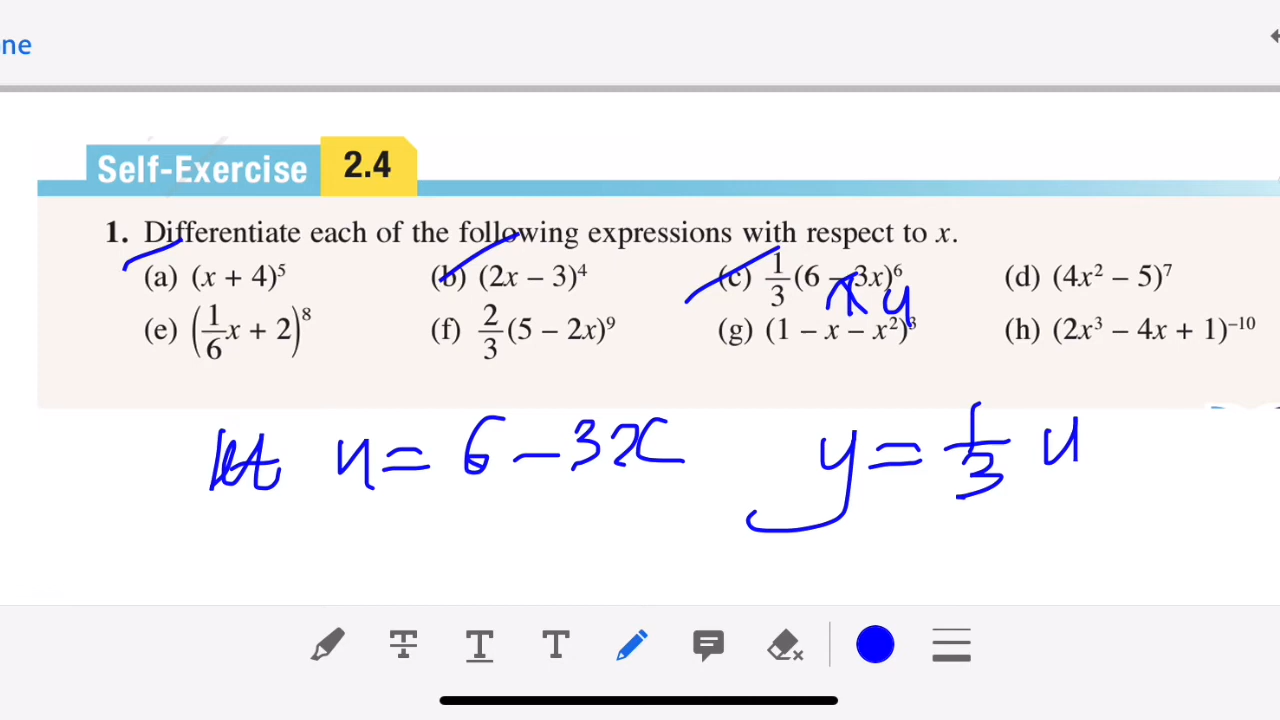 ne
Self-Exercise 2.4
1. Differentiate each of the following expressions with respect to x.
(a) (x + 4)⁵ (b) (2x − 3)⁴ (c) 1/3 (6 − 3x)⁶ (d) (4x² − 5)⁷
x y
(e) (1/6 x + 2)⁸ (f) 2/3 (5 − 2x)⁹ (g) (1 − x − x²)³ (h) (2x³ − 4x + 1)⁻¹⁰
let u = 6 − 3x y = 1/3 u
T T T